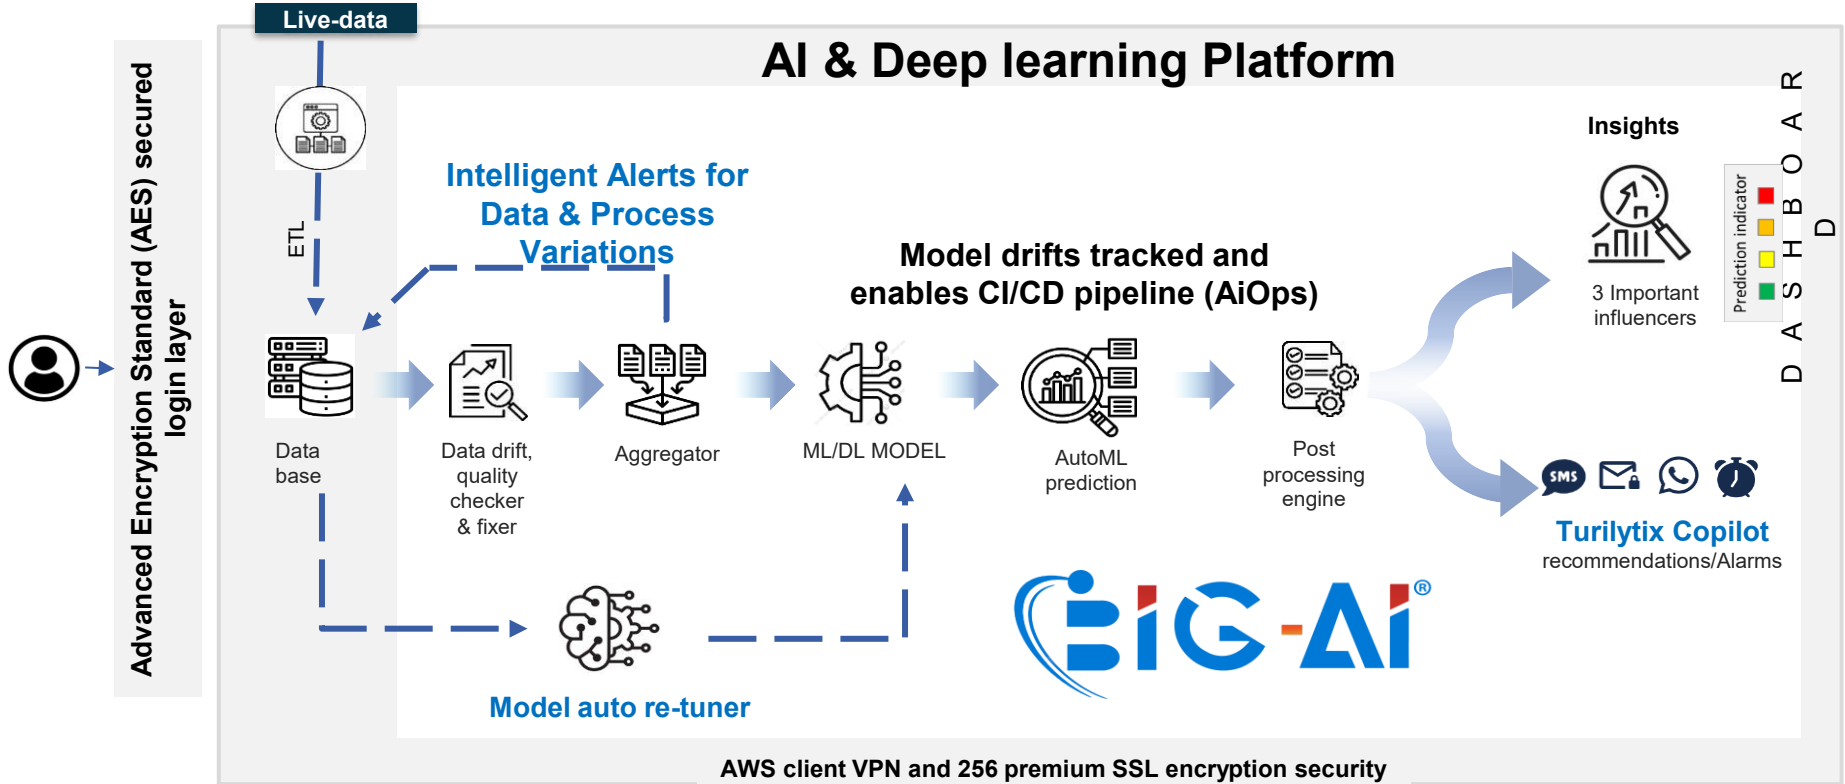 Live-data
AI & Deep learning Platform
Advanced Encryption Standard (AES) secured
login layer
ETL
Intelligent Alerts for
Data & Process
Variations
Model drifts tracked and
enables CI/CD pipeline (AiOps)
Insights
3 Important
influencers
Prediction indicator
DASHBOAR
D
Data
base
Data drift,
quality
checker
& fixer
Aggregator
ML/DL MODEL
AutoML
prediction
Post
processing
engine
SMS
Turilytix Copilot
recommendations/Alarms
Model auto re-tuner
BIG-Ai®
AWS client VPN and 256 premium SSL encryption security